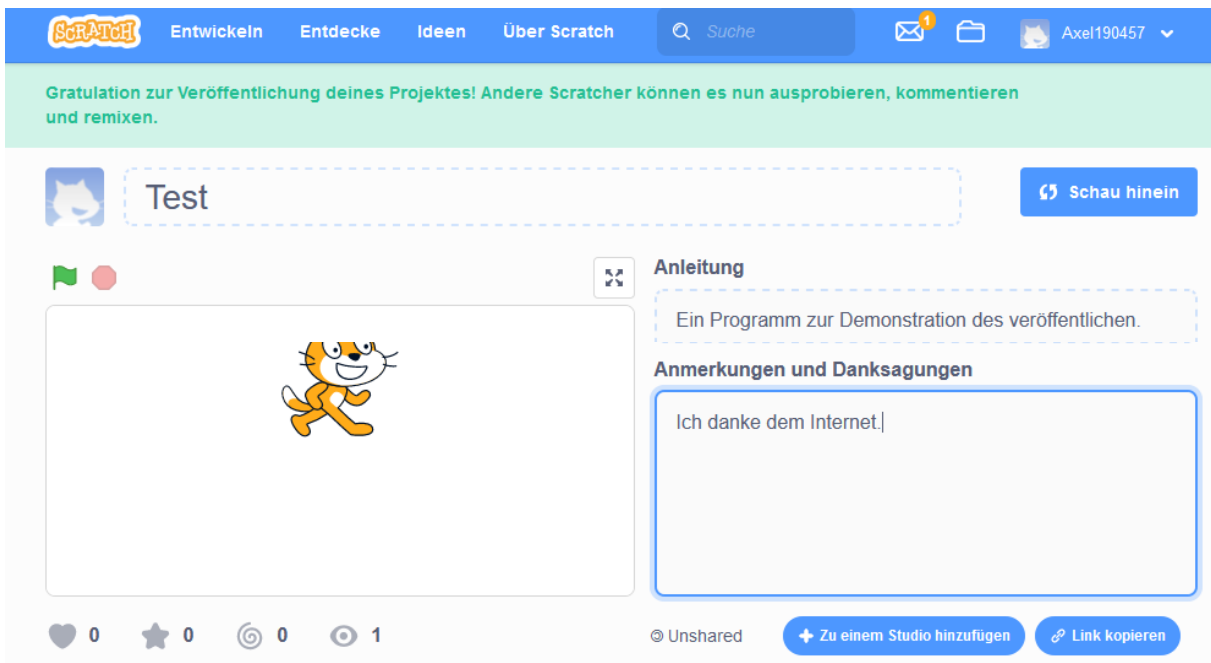 SCRATCH Entwickeln Entdecke Ideen Über Scratch Suche 1 Axel190457
Gratulation zur Veröffentlichung deines Projektes! Andere Scratcher können es nun ausprobieren, kommentieren
und remixen.
Test
Schau hinein
Anleitung
Ein Programm zur Demonstration des veröffentlichen.
Anmerkungen und Danksagungen
Ich danke dem Internet.
0 0 0 1
Unshared
Zu einem Studio hinzufügen
Link kopieren